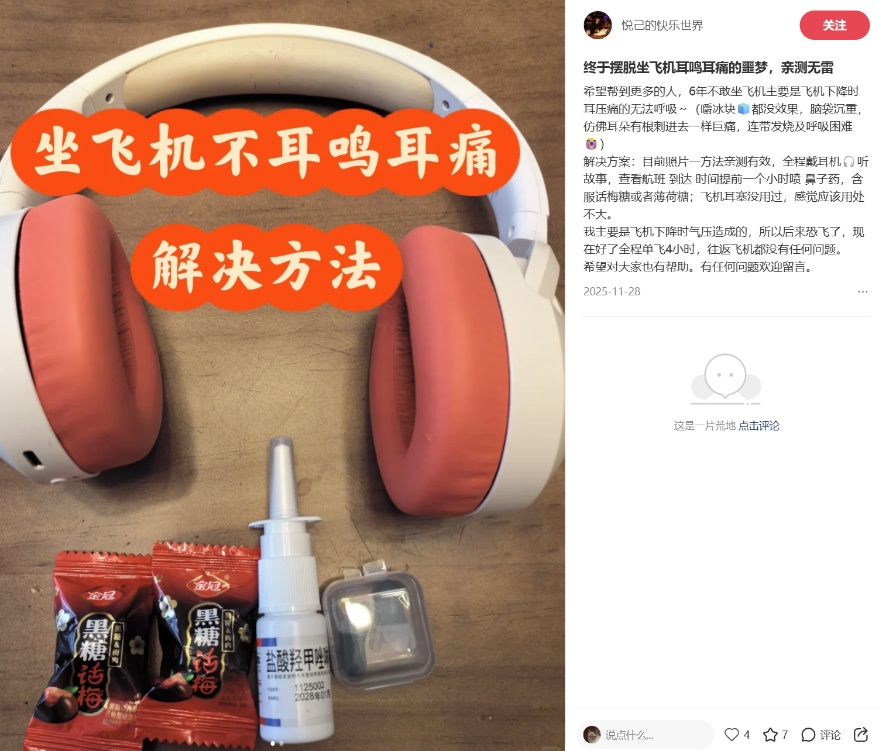 坐飞机不耳鸣耳痛
解决方法
金冠
黑糖
话梅
金冠
黑糖
话梅
盐酸羟甲唑
1125002
2028年01
悦己的快乐世界
关注
终于摆脱坐飞机耳鸣耳痛的噩梦，亲测无雷
希望帮到更多的人，6年不敢坐飞机主要是飞机下降时
耳压痛的无法呼吸～（嚼冰块🧊都没效果，脑袋沉重，
仿佛耳朵有根刺进去一样巨痛，连带发烧及呼吸困难
）
解决方案：目前照片一方法亲测有效，全程戴耳机🎧听
故事，查看航班 到达 时间提前一个小时喷 鼻子药，含
服话梅糖或者薄荷糖；飞机耳塞没用过，感觉应该用处
不大。
我主要是飞机下降时气压造成的，所以后来恐飞了，现
在好了全程单飞4小时，往返飞机都没有任何问题。
希望对大家也有帮助。有任何问题欢迎留言。
2025-11-28
这是一片荒地 点击评论
说点什么...
4
7
评论